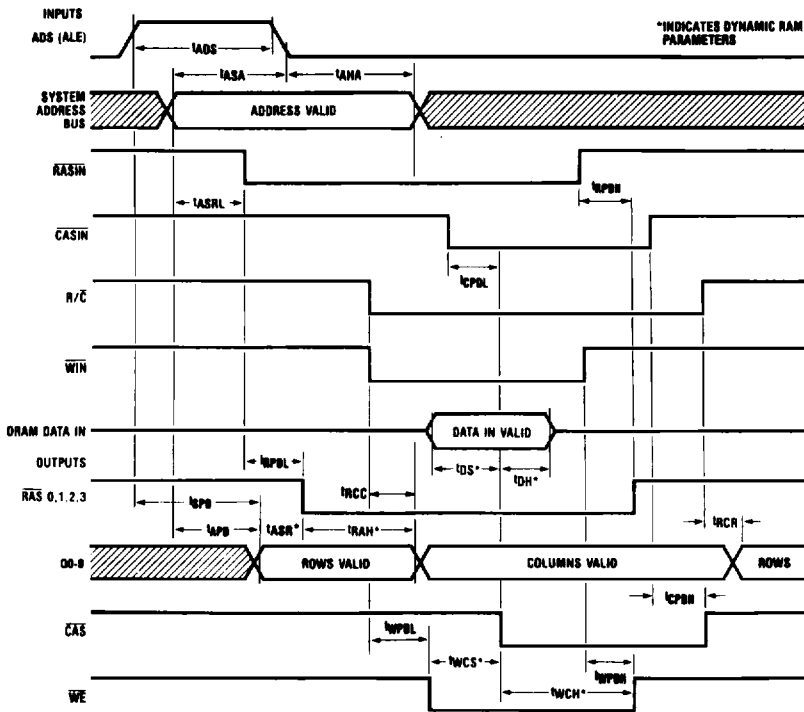 INPUTS
ADS (ALE)
*INDICATES DYNAMIC RAM
PARAMETERS
tADS
tASA
tAHA
SYSTEM
ADDRESS
BUS
ADDRESS VALID
RASIN
tRPDH
tASRL
CASIN
tCPDL
R/C
WIN
DRAM DATA IN
DATA IN VALID
OUTPUTS
tRPDL
tDS*
tDH*
RAS 0,1,2,3
tRCC
tSPD
tAPD
tASR*
tRAH*
tRCR
Q0-8
ROWS VALID
COLUMNS VALID
ROWS
tCPDH
CAS
tWPDL
tWCS*
tWPDH
tWCH*
WE